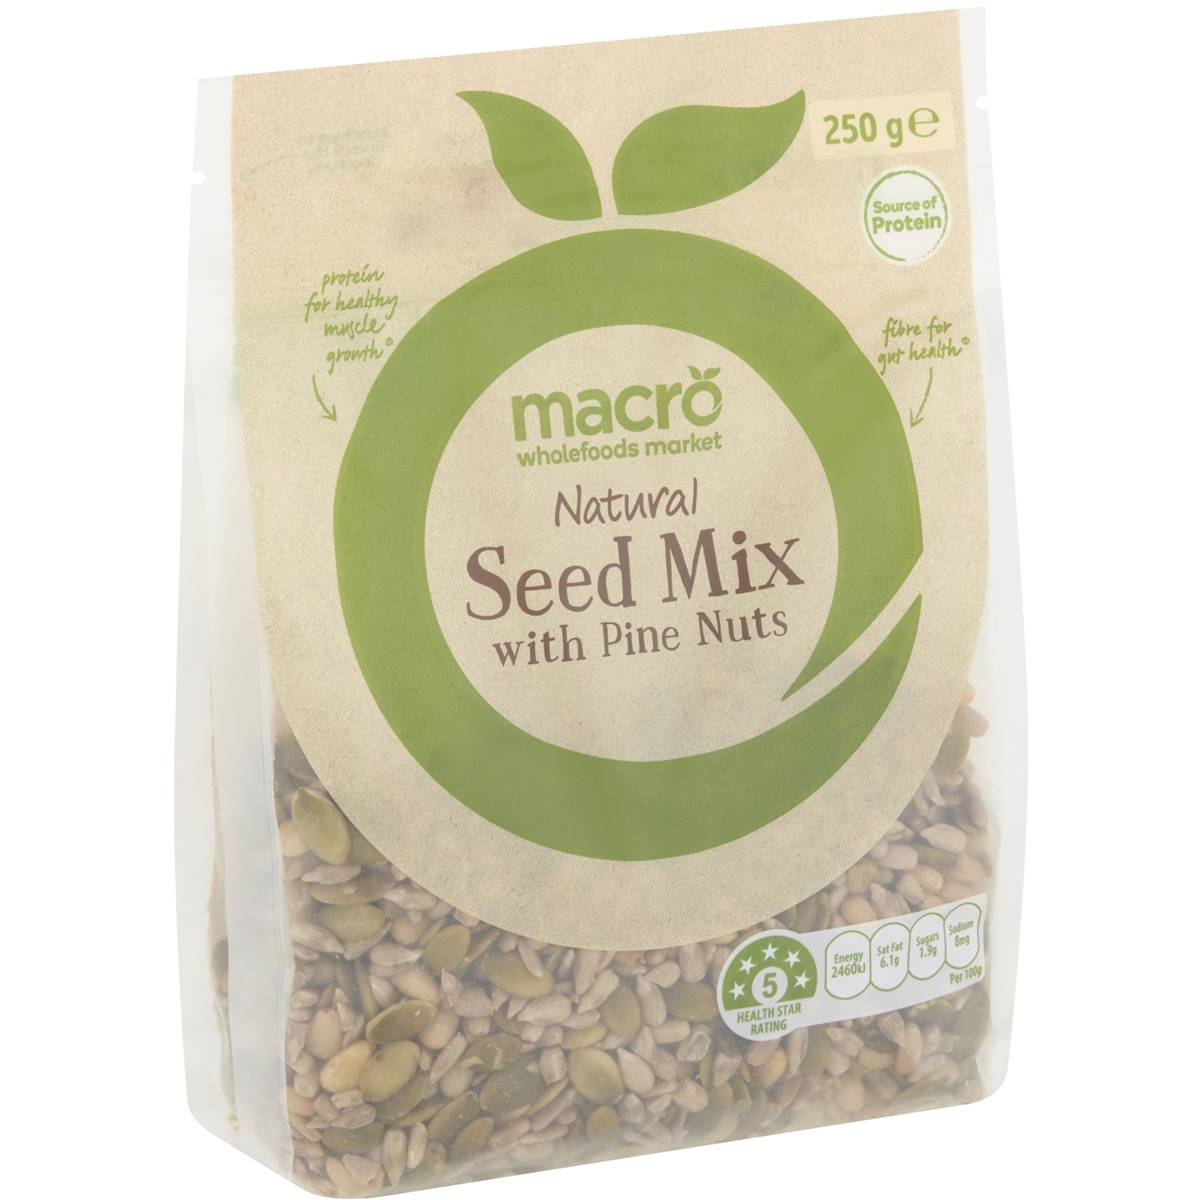 250 g ℮
Source of
Protein
protein
for healthy
muscle
growth
fibre for
gut health
macro
wholefoods market
Natural
Seed Mix
with Pine Nuts
5
HEALTH STAR
RATING
Energy
2460kJ
Sat Fat
6.1g
Sugars
1.9g
Sodium
8mg
Per 100g